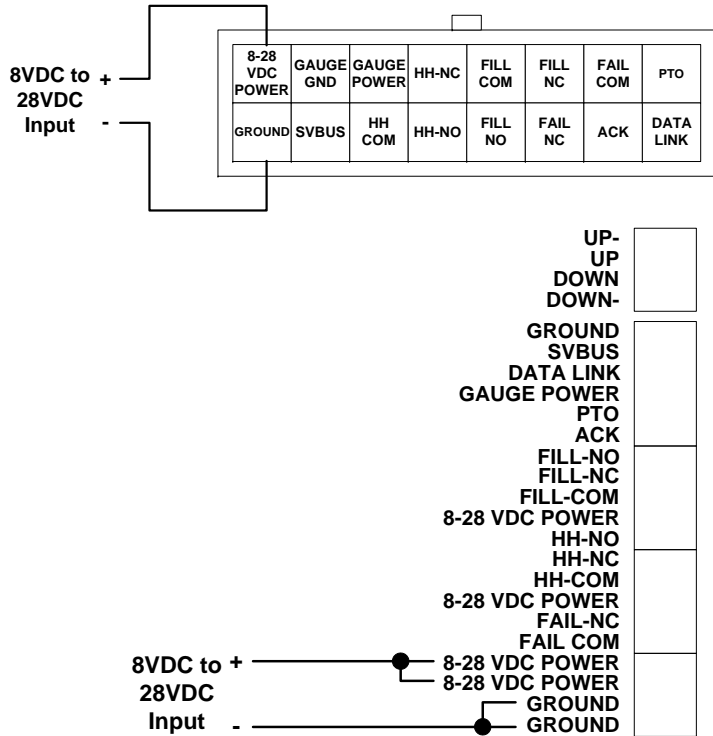 8VDC to +
28VDC
Input -
8-28 VDC POWER
GAUGE GND
GAUGE POWER
HH-NC
FILL COM
FILL NC
FAIL COM
PTO
GROUND
SVBUS
HH COM
HH-NO
FILL NO
FAIL NC
ACK
DATA LINK
UP-
UP
DOWN
DOWN-
GROUND
SVBUS
DATA LINK
GAUGE POWER
PTO
ACK
FILL-NO
FILL-NC
FILL-COM
8-28 VDC POWER
HH-NO
HH-NC
HH-COM
8-28 VDC POWER
FAIL-NC
FAIL COM
8-28 VDC POWER
8-28 VDC POWER
GROUND
GROUND
8VDC to +
28VDC
Input -